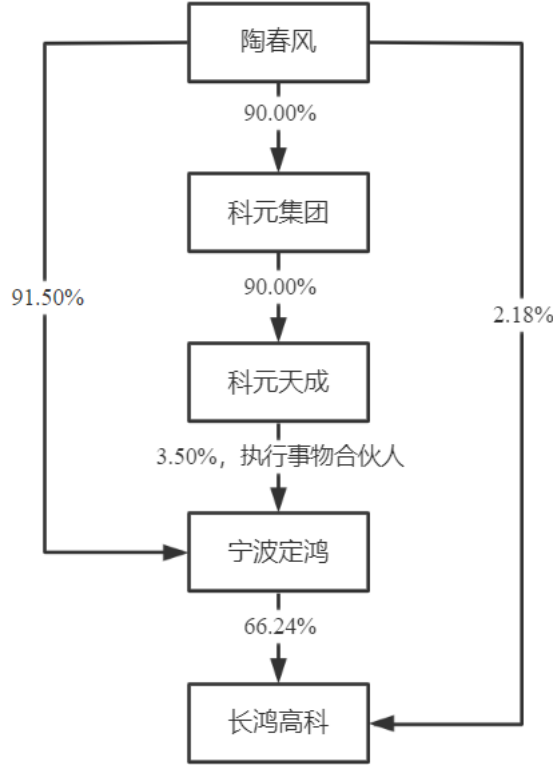 陶春风
90.00%
科元集团
90.00%
91.50%
2.18%
科元天成
3.50%，执行事物合伙人
宁波定鸿
66.24%
长鸿高科